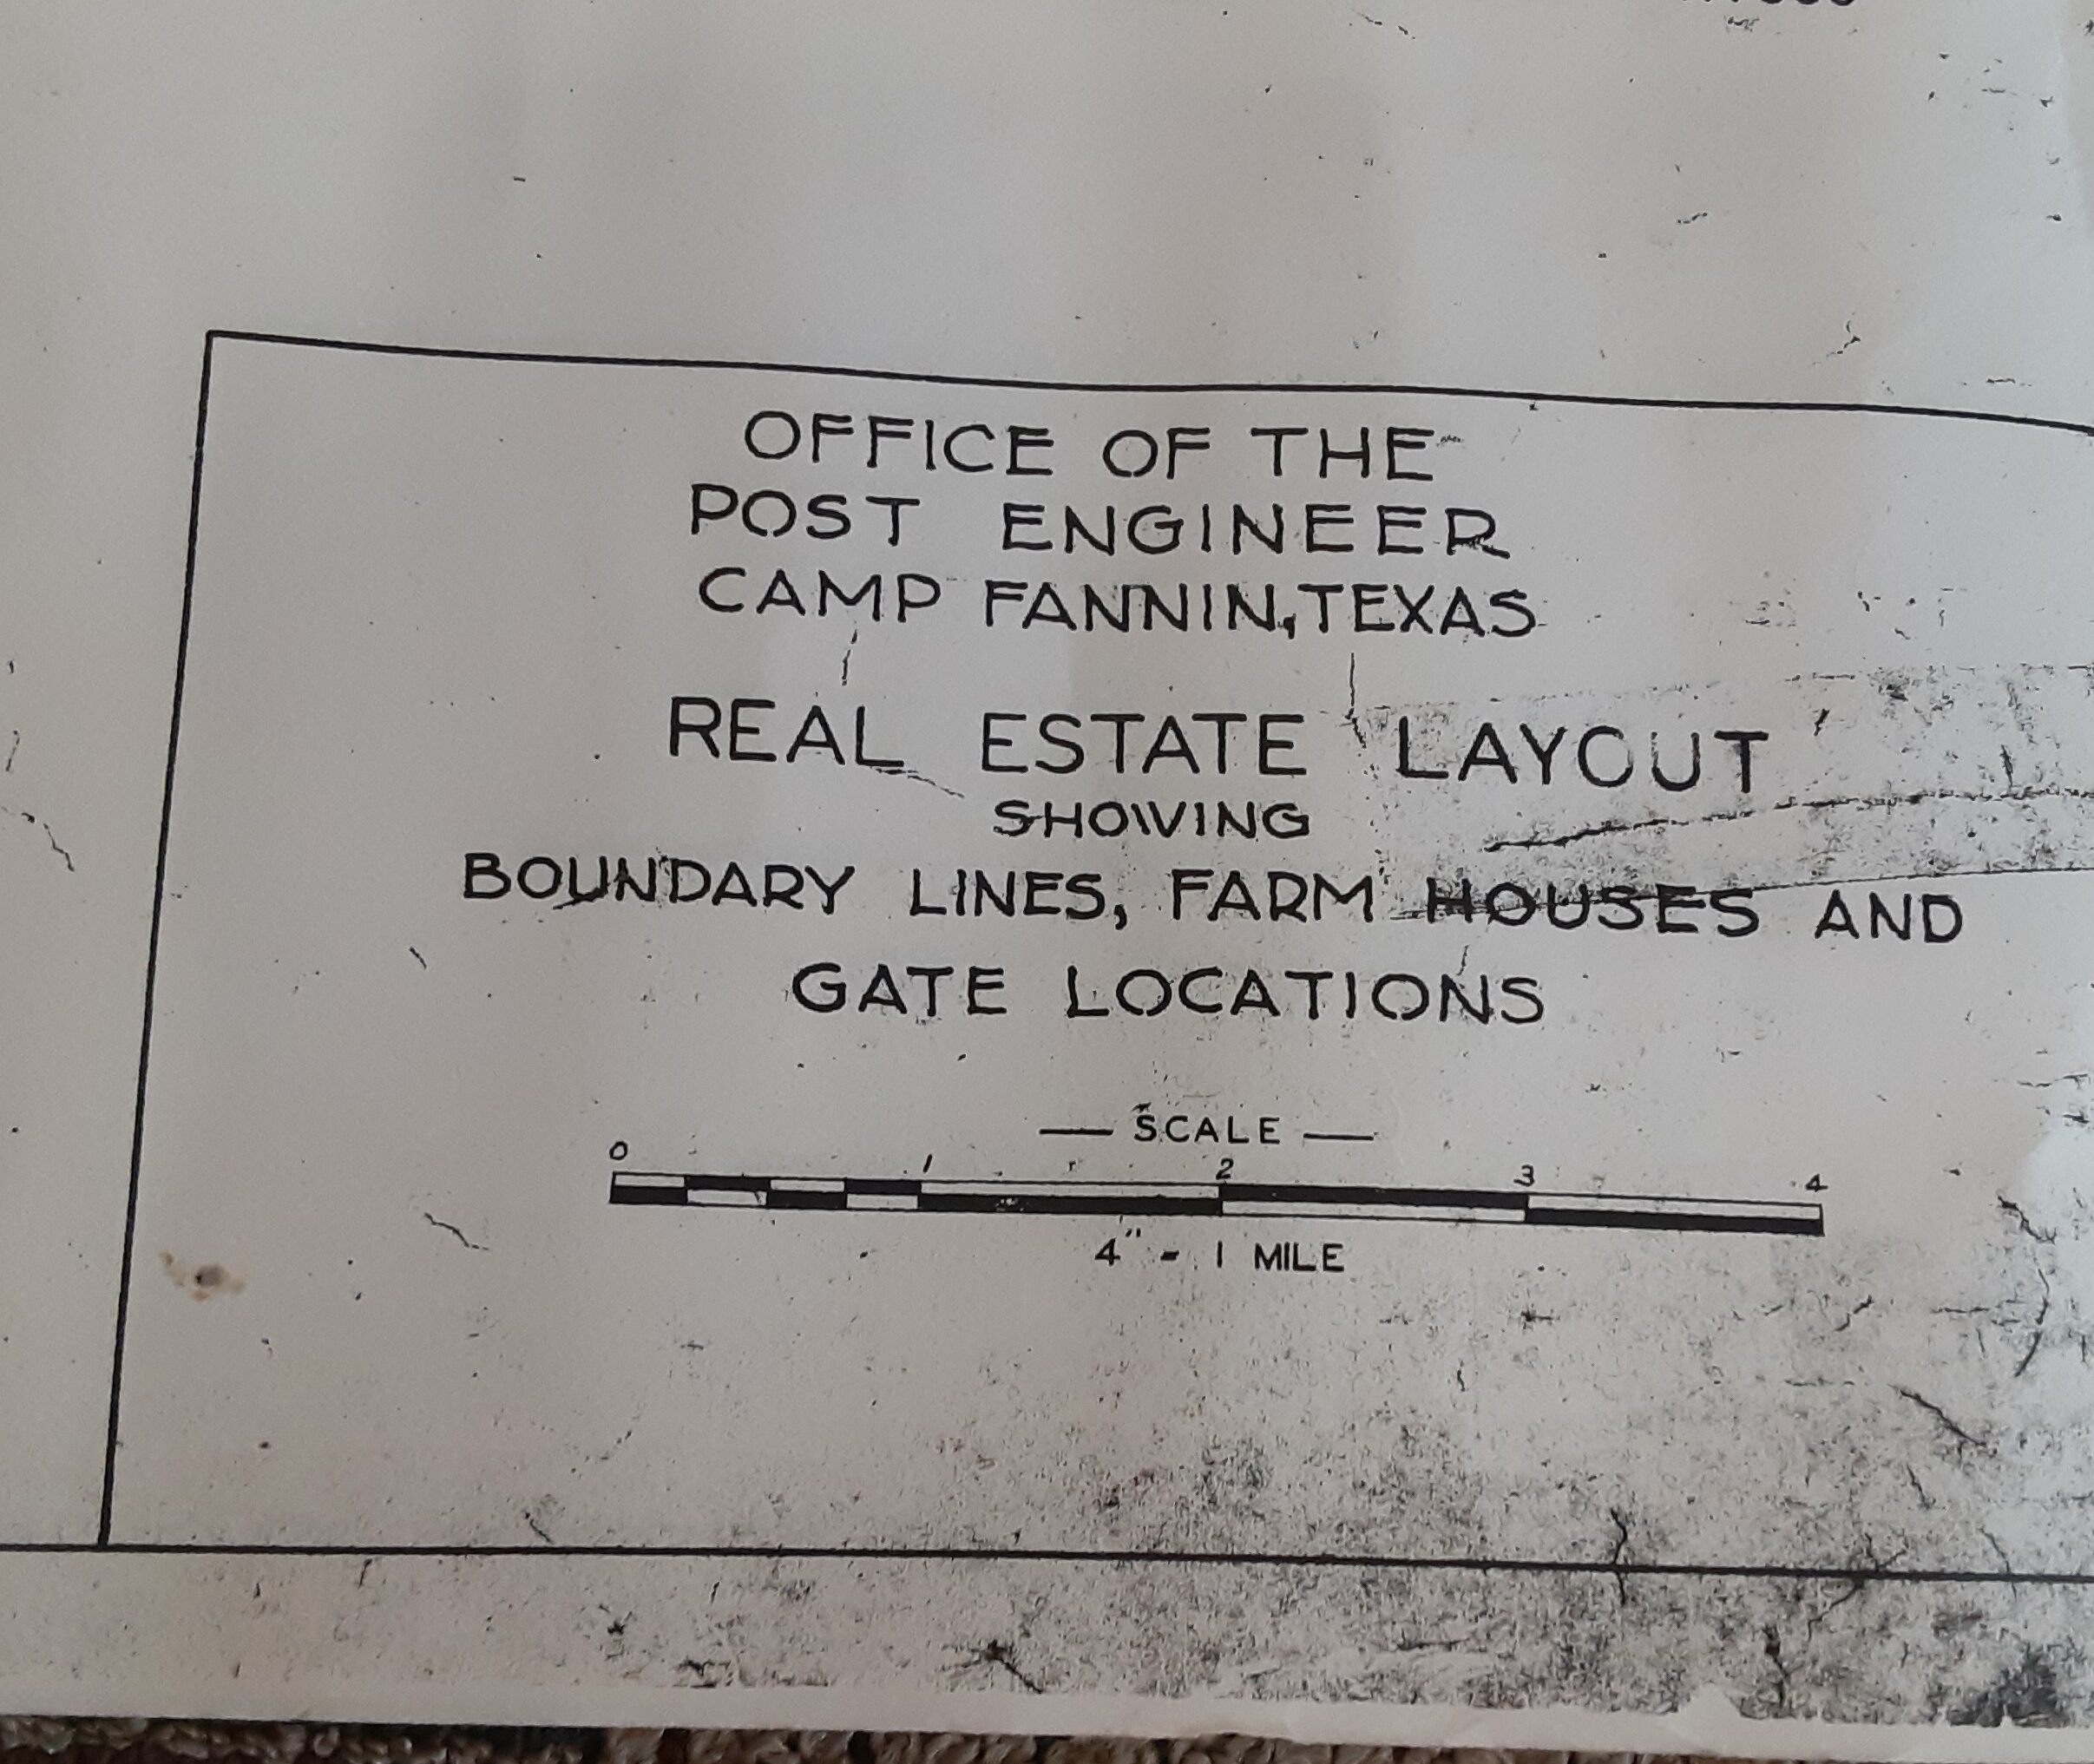 OFFICE OF THE
POST ENGINEER
CAMP FANNIN, TEXAS
REAL ESTATE LAYOUT
SHOWING
BOUNDARY LINES, FARM HOUSES AND
GATE LOCATIONS
— SCALE —
0 1 2 3 4
4" - 1 MILE